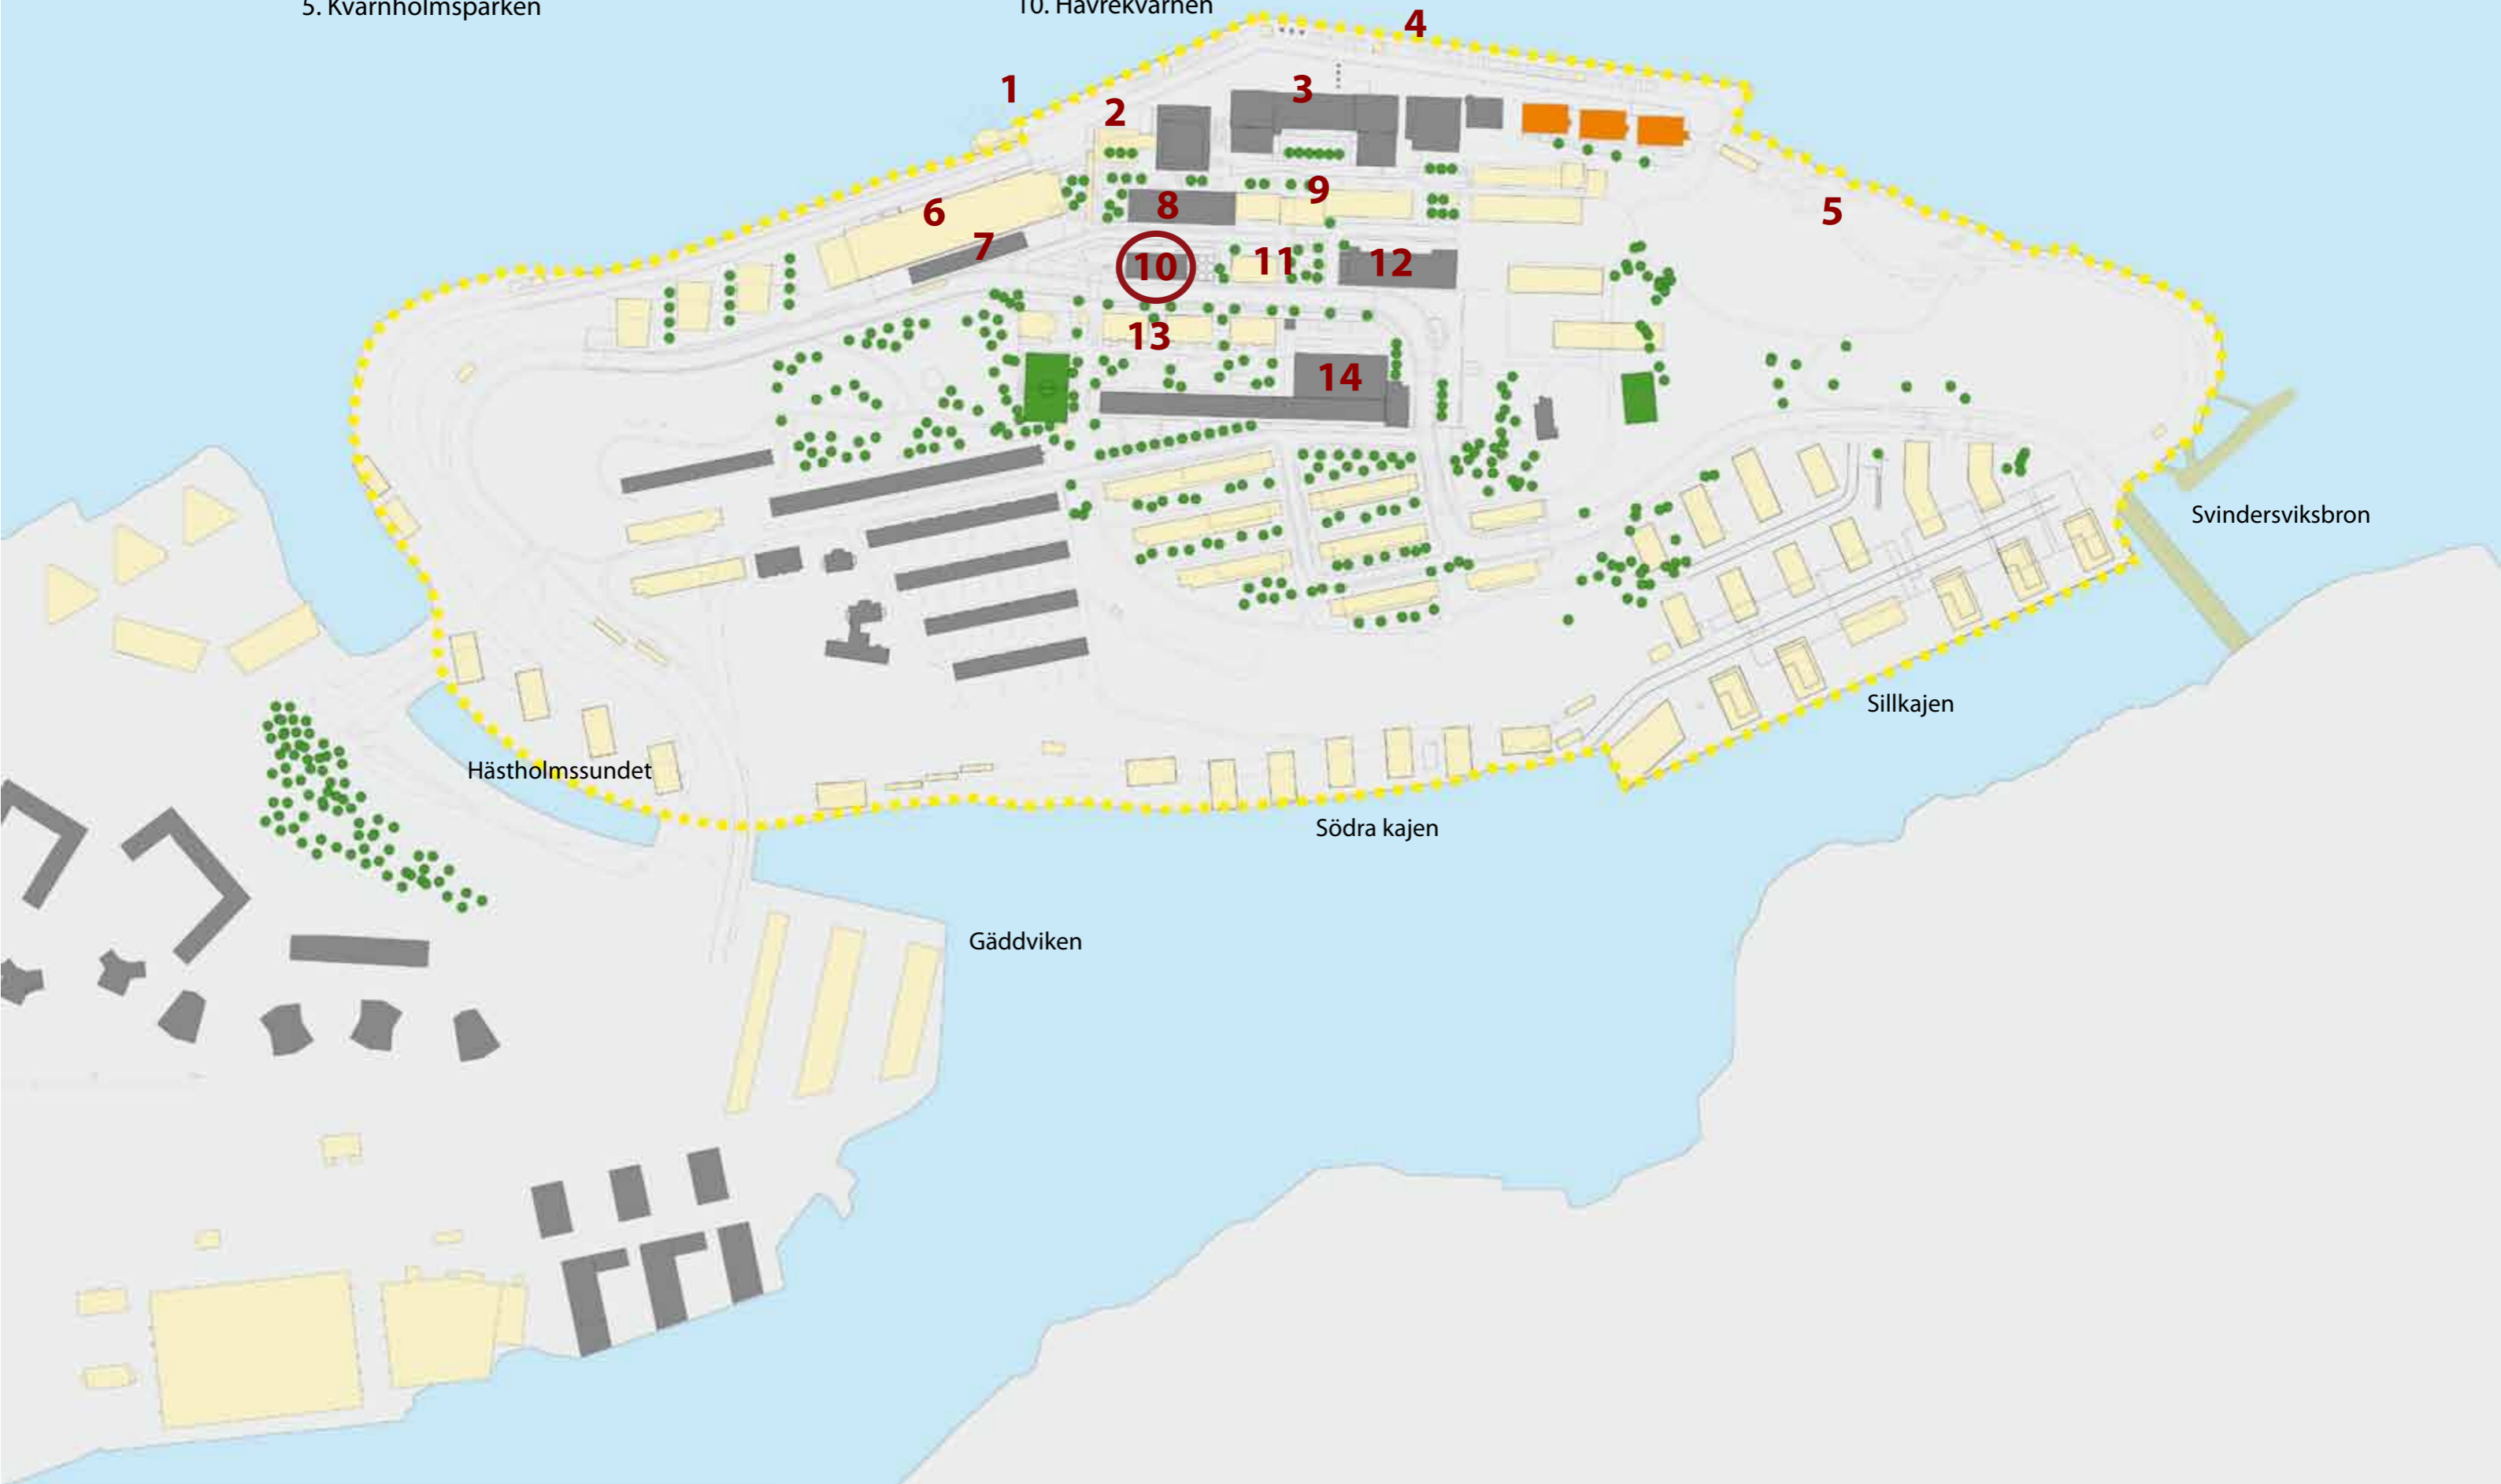 5. Kvarnholmsparken
10. Havrekvarnen
4
1
3
2
9
8
5
6
7
10
11
12
13
14
Svindersviksbron
Sillkajen
Hästholmssundet
Södra kajen
Gäddviken